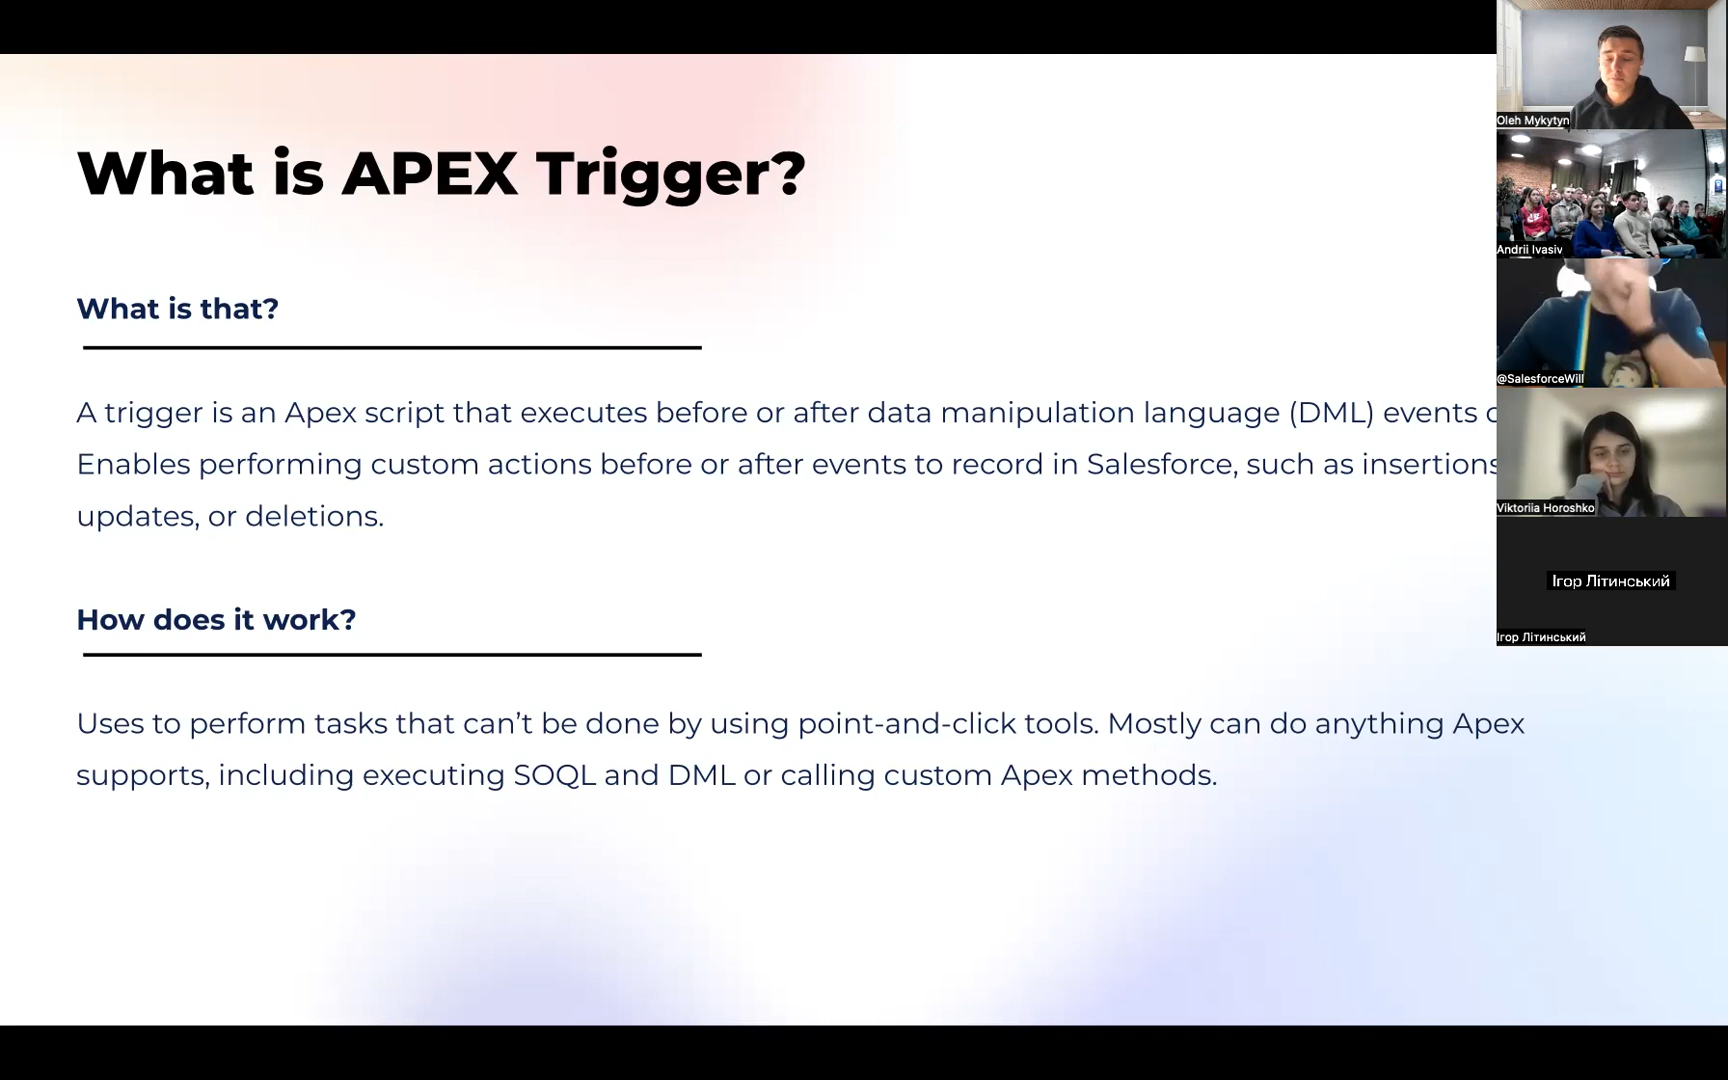 What is APEX Trigger?
What is that?
A trigger is an Apex script that executes before or after data manipulation language (DML) events
Enables performing custom actions before or after events to record in Salesforce, such as insertions
updates, or deletions.
How does it work?
Uses to perform tasks that can’t be done by using point-and-click tools. Mostly can do anything Apex
supports, including executing SOQL and DML or calling custom Apex methods.
Oleh Mykytyn
Andrii Ivasiv
@SalesforceWill
Viktoriia Horoshko
Ігор Літинський
Ігор Літинський